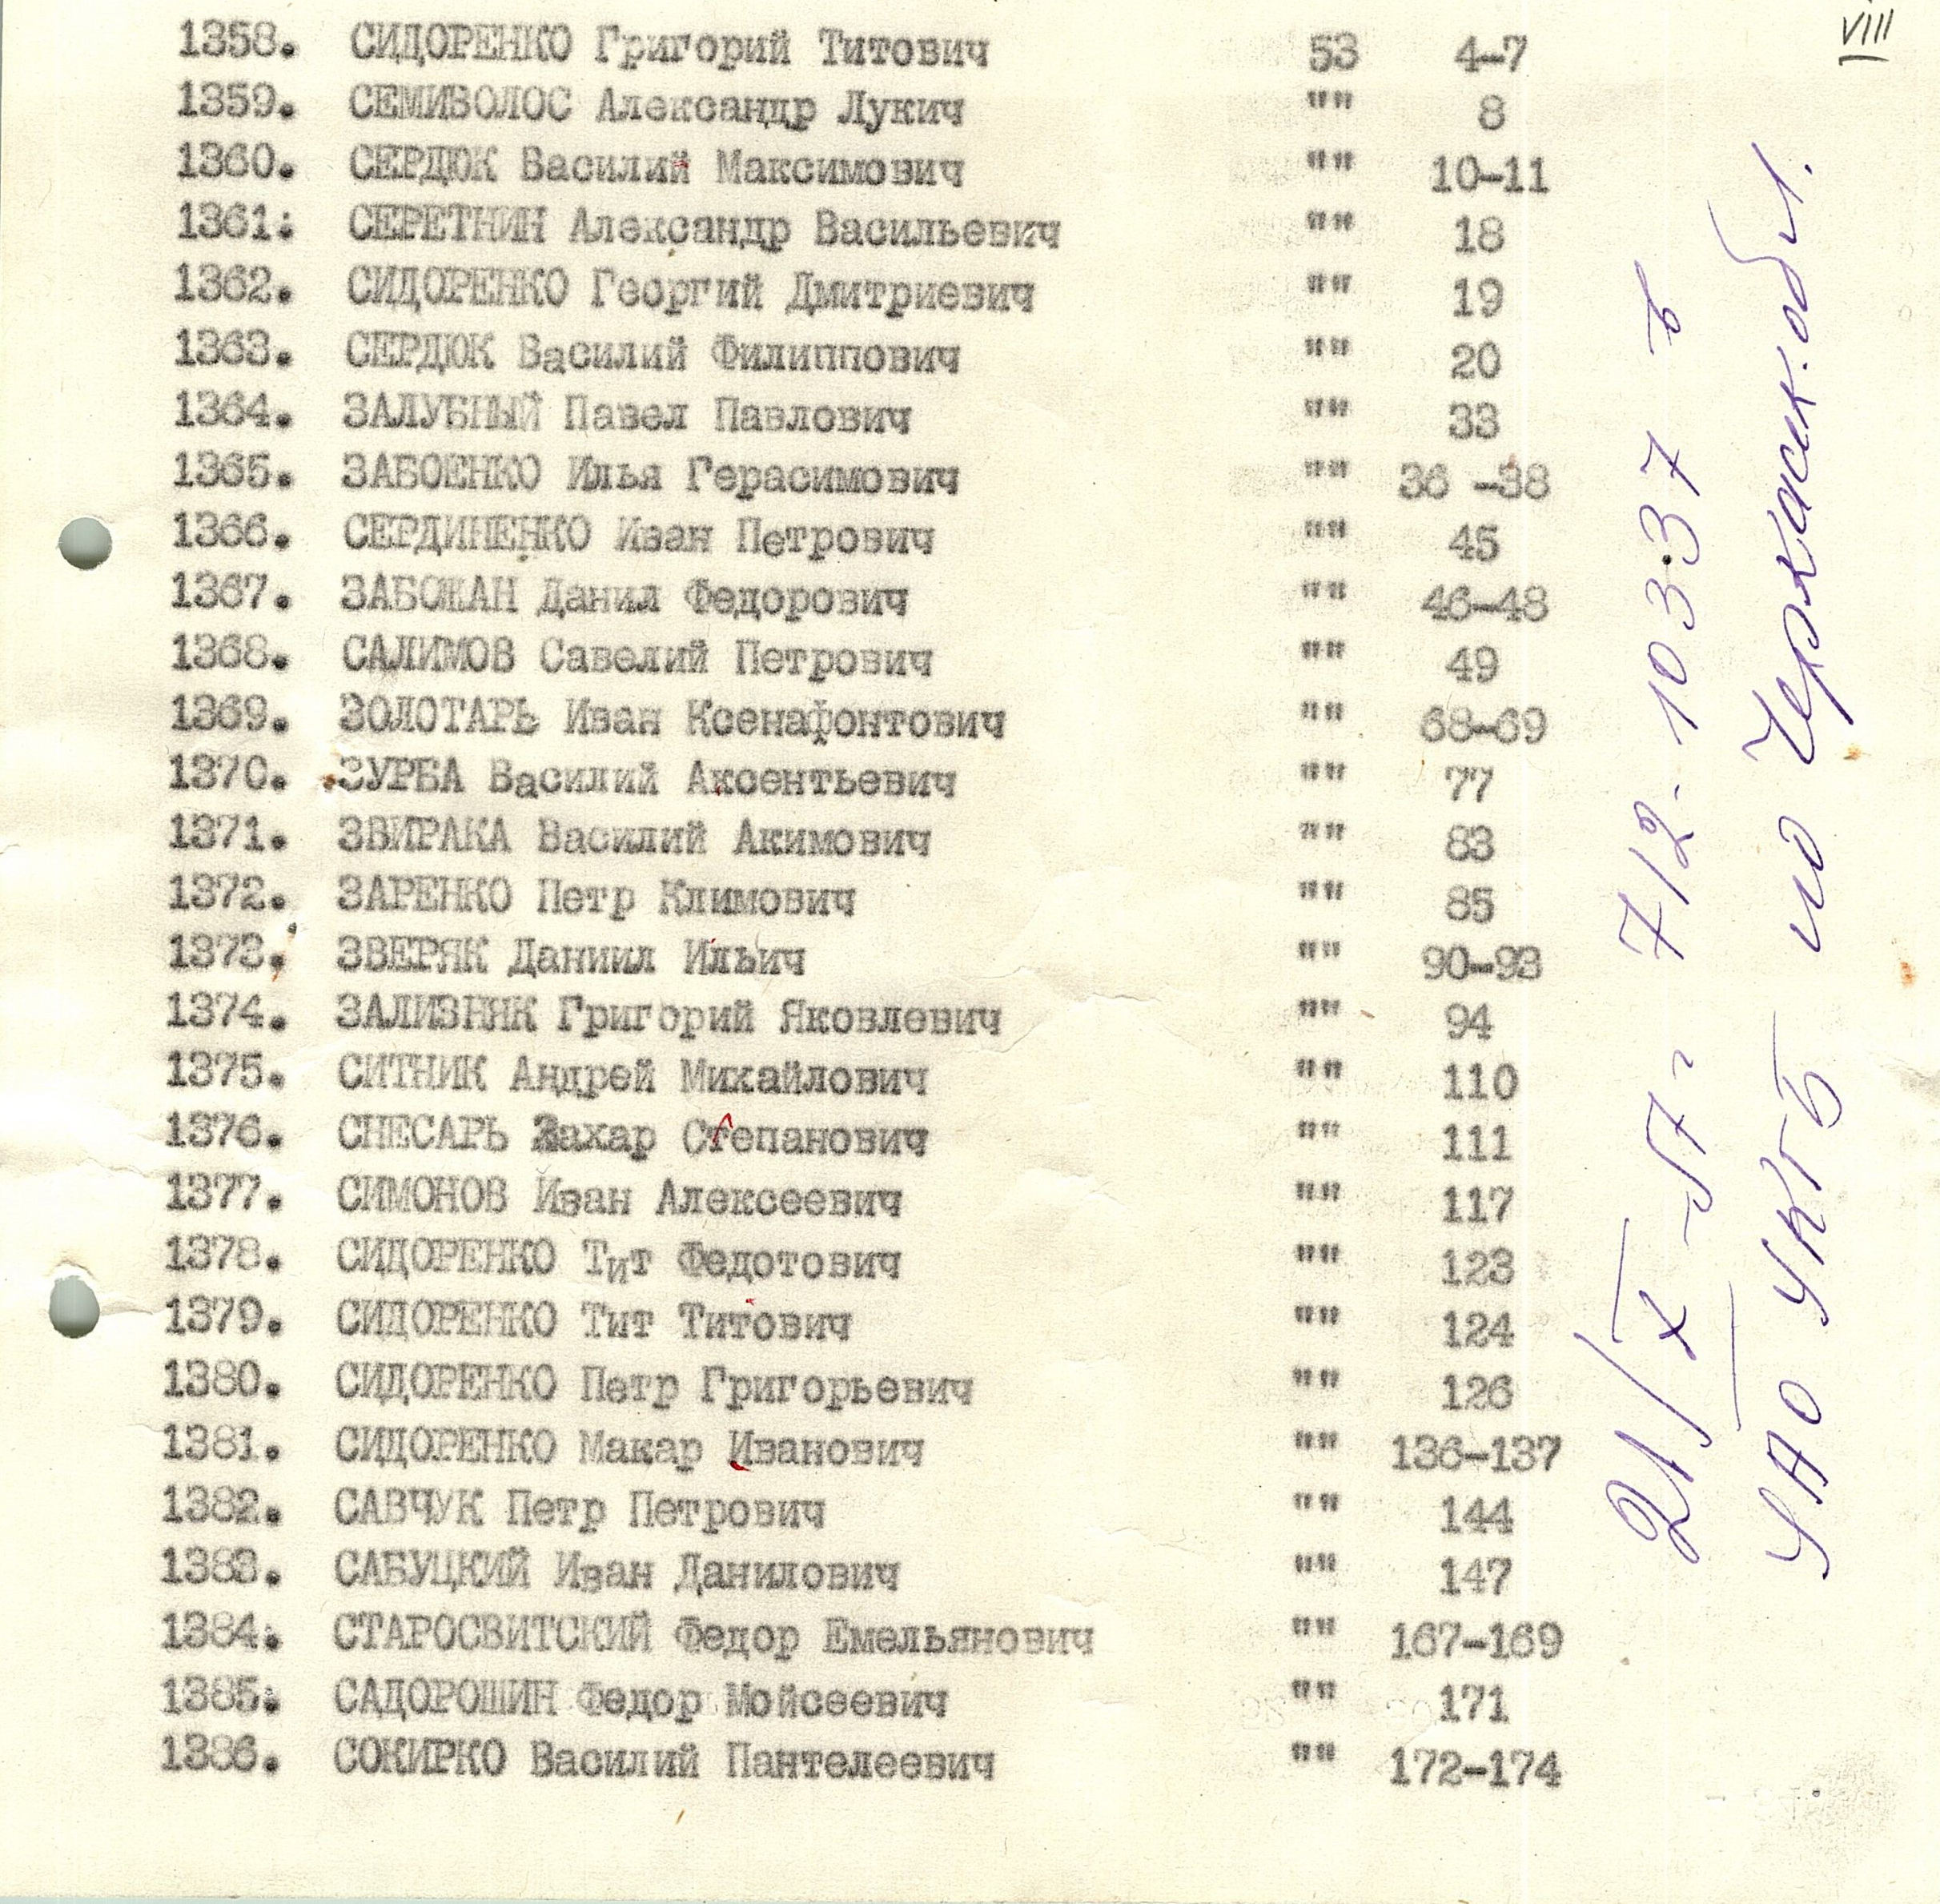 VIII
1358. СИДОРЕНКО Григорий Титович 53 4-7
1359. СЕМИВОЛОС Александр Лукич "" 8
1360. СЕРДЮК Василий Максимович "" 10-11
1361. СЕРЕТНИН Александр Васильевич "" 18
1362. СИДОРЕНКО Георгий Дмитриевич "" 19
1363. СЕРДЮК Василий Филиппович "" 20
1364. ЗАЛУБНЫЙ Павел Павлович "" 33
1365. ЗАБОЕНКО Илья Герасимович "" 36 -38
1366. СЕРДИНЕНКО Иван Петрович "" 45
1367. ЗАБОЖАН Данил Федорович "" 46-48
1368. САЛИМОВ Савелий Петрович "" 49
1369. ЗОЛОТАРЬ Иван Ксенафонтович "" 68-69
1370. ЗУРБА Василий Аксентьевич "" 77
1371. ЗВИРАКА Василий Акимович "" 83
1372. ЗАРЕНКО Петр Климович "" 85
1373. ЗВЕРЯК Даниил Ильич "" 90-93
1374. ЗАЛИЗНЯК Григорий Яковлевич "" 94
1375. СИТНИК Андрей Михайлович "" 110
1376. СНЕСАРЬ Захар Степанович "" 111
1377. СИМОНОВ Иван Алексеевич "" 117
1378. СИДОРЕНКО Тит Федотович "" 123
1379. СИДОРЕНКО Тит Титович "" 124
1380. СИДОРЕНКО Петр Григорьевич "" 126
1381. СИДОРЕНКО Макар Иванович "" 136-137
1382. САВЧУК Петр Петрович "" 144
1383. САБУЦКИЙ Иван Данилович "" 147
1384. СТАРОСВИТСКИЙ Федор Емельянович "" 167-169
1385. САДОРОШИН Федор Мойсеевич "" 171
1386. СОКИРКО Василий Пантелеевич "" 172-174
21/X -57г 7/2-10337 в
УАО УКГБ по Черкасск. обл.